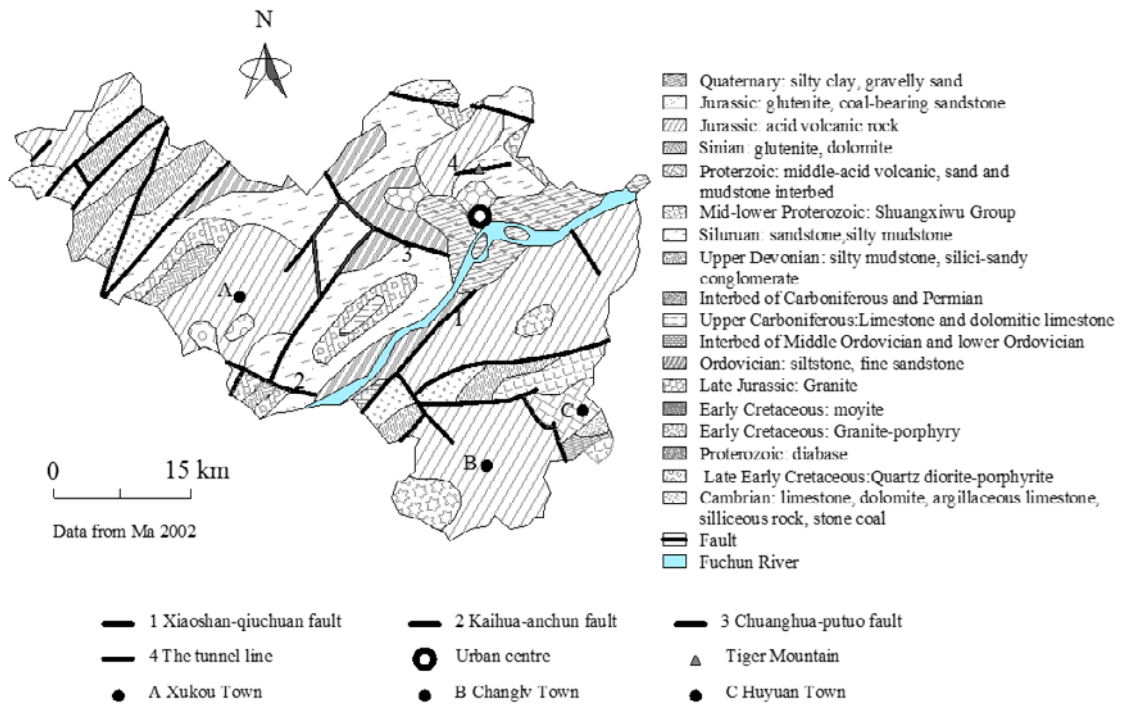 N
Quaternary: silty clay, gravelly sand
Jurassic: glutenite, coal-bearing sandstone
Jurassic: acid volcanic rock
Sinian: glutenite, dolomite
Proterzoic: middle-acid volcanic, sand and
mudstone interbed
Mid-lower Proterozoic: Shuangxiwu Group
Siluruan: sandstone,silty mudstone
Upper Devonian: silty mudstone, silici-sandy
conglomerate
Interbed of Carboniferous and Permian
Upper Carboniferous:Limestone and dolomitic limestone
Interbed of Middle Ordovician and lower Ordovician
Ordovician: siltstone, fine sandstone
Late Jurassic: Granite
Early Cretaceous: moyite
Early Cretaceous: Granite-porphyry
Proterozoic: diabase
Late Early Cretaceous:Quartz diorite-porphyrite
Cambrian: limestone, dolomite, argillaceous limestone,
silliceous rock, stone coal
Fault
Fuchun River
4
3
A
1
2
C
B
0 15 km
Data from Ma 2002
1 Xiaoshan-qiuchuan fault
2 Kaihua-anchun fault
3 Chuanghua-putuo fault
4 The tunnel line
Urban centre
Tiger Mountain
A Xukou Town
B Changlv Town
C Huyuan Town